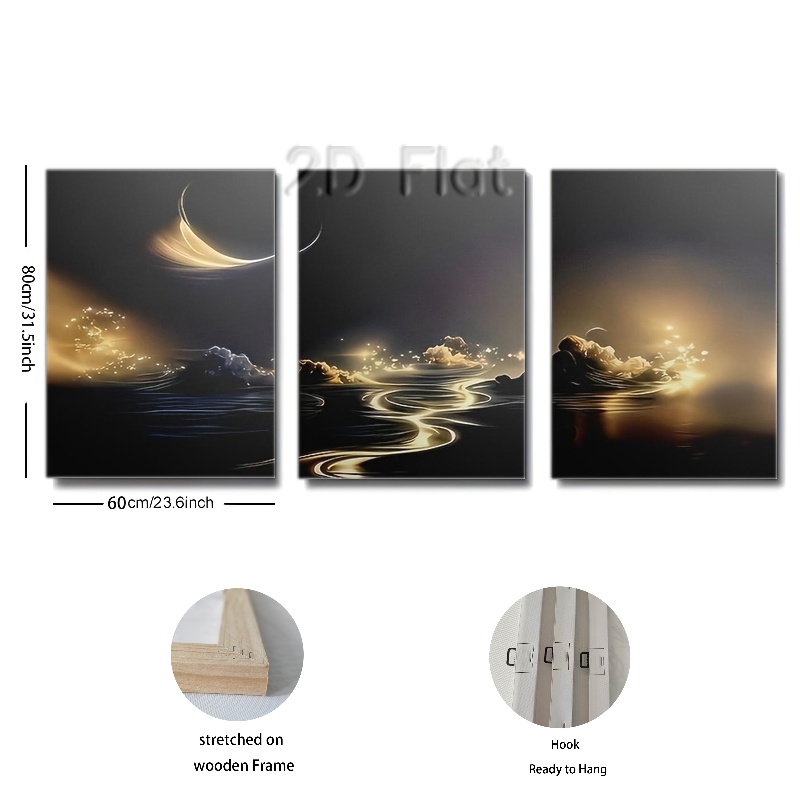 2D Flat
80cm/31.5inch
60cm/23.6inch
stretched on
wooden Frame
Hook
Ready to Hang